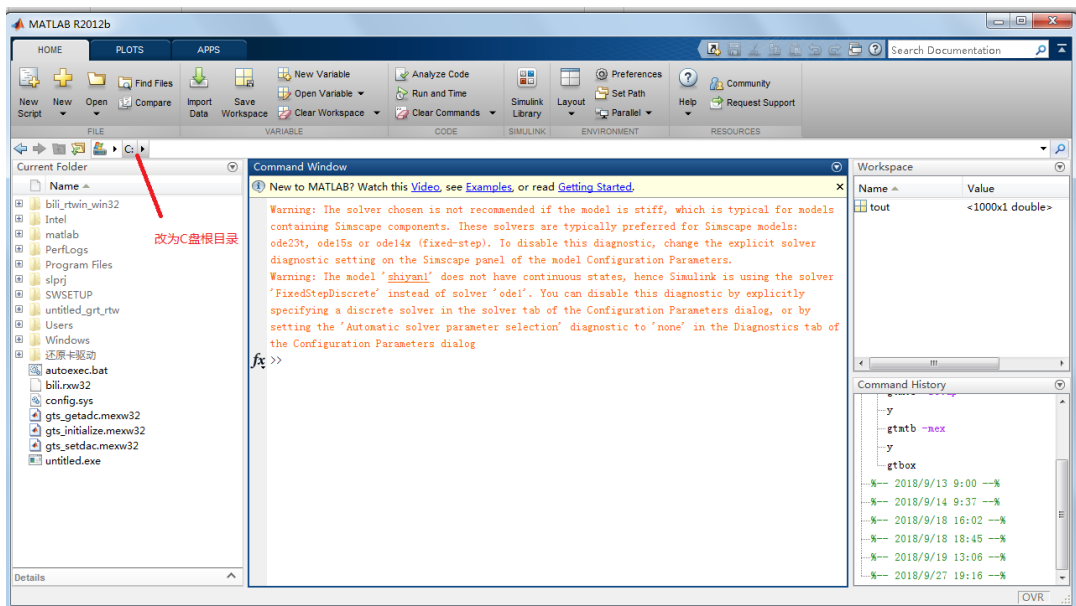 MATLAB R2012b
HOME PLOTS APPS
Search Documentation
New Script
New
Open
Find Files
Compare
Import Data
Save Workspace
New Variable
Open Variable
Clear Workspace
Analyze Code
Run and Time
Clear Commands
Simulink Library
Layout
Preferences
Set Path
Parallel
Help
Community
Request Support
FILE VARIABLE CODE SIMULINK ENVIRONMENT RESOURCES
C:
Current Folder
Name
bili_rtwin_win32
Intel
matlab
PerfLogs
Program Files
slprj
SWSETUP
untitled_grt_rtw
Users
Windows
还原卡驱动
autoexec.bat
bili.rxw32
config.sys
gts_getadc.mexw32
gts_initialize.mexw32
gts_setdac.mexw32
untitled.exe
改为C盘根目录
Details
Command Window
New to MATLAB? Watch this Video, see Examples, or read Getting Started.
Warning: The solver chosen is not recommended if the model is stiff, which is typical for models
containing Simscape components. These solvers are typically preferred for Simscape models:
ode23t, ode15s or ode14x (fixed-step). To disable this diagnostic, change the explicit solver
diagnostic setting on the Simscape panel of the model Configuration Parameters.
Warning: The model 'shiyan1' does not have continuous states, hence Simulink is using the solver
'FixedStepDiscrete' instead of solver 'ode1'. You can disable this diagnostic by explicitly
specifying a discrete solver in the solver tab of the Configuration Parameters dialog, or by
setting the 'Automatic solver parameter selection' diagnostic to 'none' in the Diagnostics tab of
the Configuration Parameters dialog
fx >>
Workspace
Name Value
tout <1000x1 double>
Command History
y
gtmtb -mex
y
gtbox
%-- 2018/9/13 9:00 --%
%-- 2018/9/14 9:37 --%
%-- 2018/9/18 16:02 --%
%-- 2018/9/18 18:45 --%
%-- 2018/9/19 13:06 --%
%-- 2018/9/27 19:16 --%
OVR